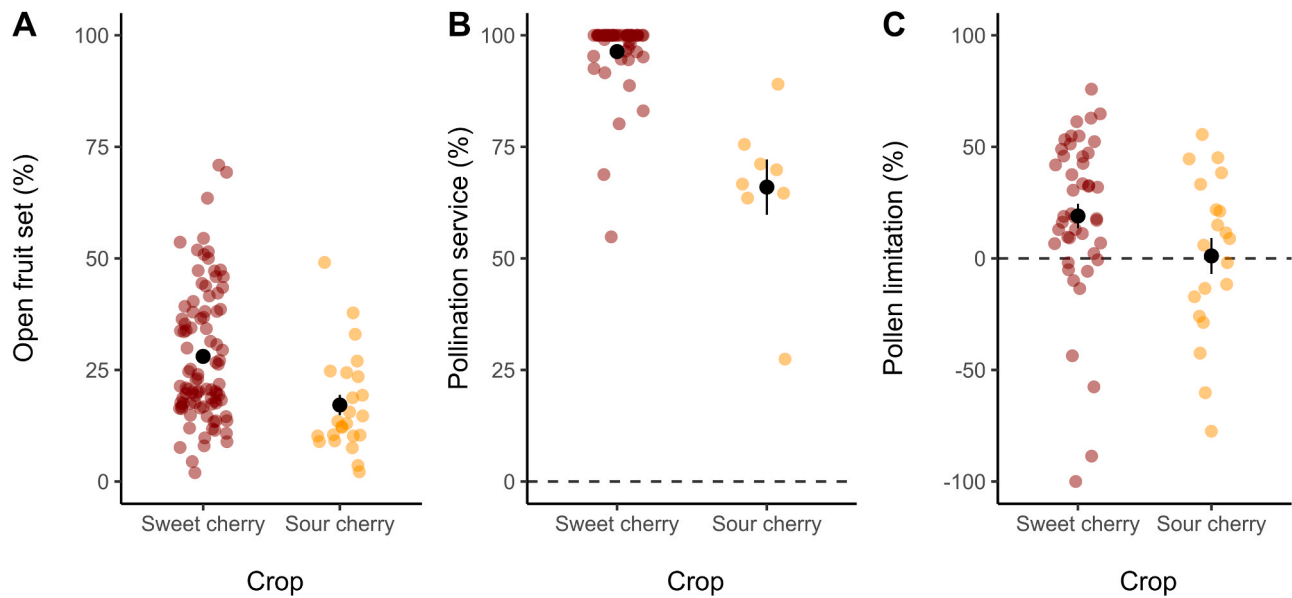 A
Open fruit set (%)
100
75
50
25
0
Sweet cherry
Sour cherry
Crop
B
Pollination service (%)
100
75
50
25
0
Sweet cherry
Sour cherry
Crop
C
Pollen limitation (%)
100
50
0
-50
-100
Sweet cherry
Sour cherry
Crop